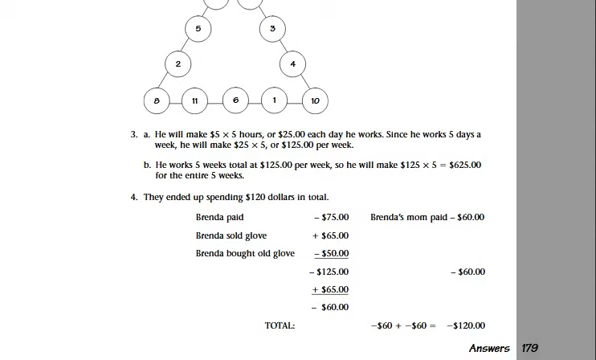 5
3
2
4
8
11
6
1
10
3. a. He will make $5 × 5 hours, or $25.00 each day he works. Since he works 5 days a
week, he will make $25 × 5, or $125.00 per week.
b. He works 5 weeks total at $125.00 per week, so he will make $125 × 5 = $625.00
for the entire 5 weeks.
4. They ended up spending $120 dollars in total.
Brenda paid – $75.00 Brenda's mom paid – $60.00
Brenda sold glove + $65.00
Brenda bought old glove – $50.00
– $125.00 – $60.00
+ $65.00
– $60.00
TOTAL: –$60 + –$60 = –$120.00
Answers 179